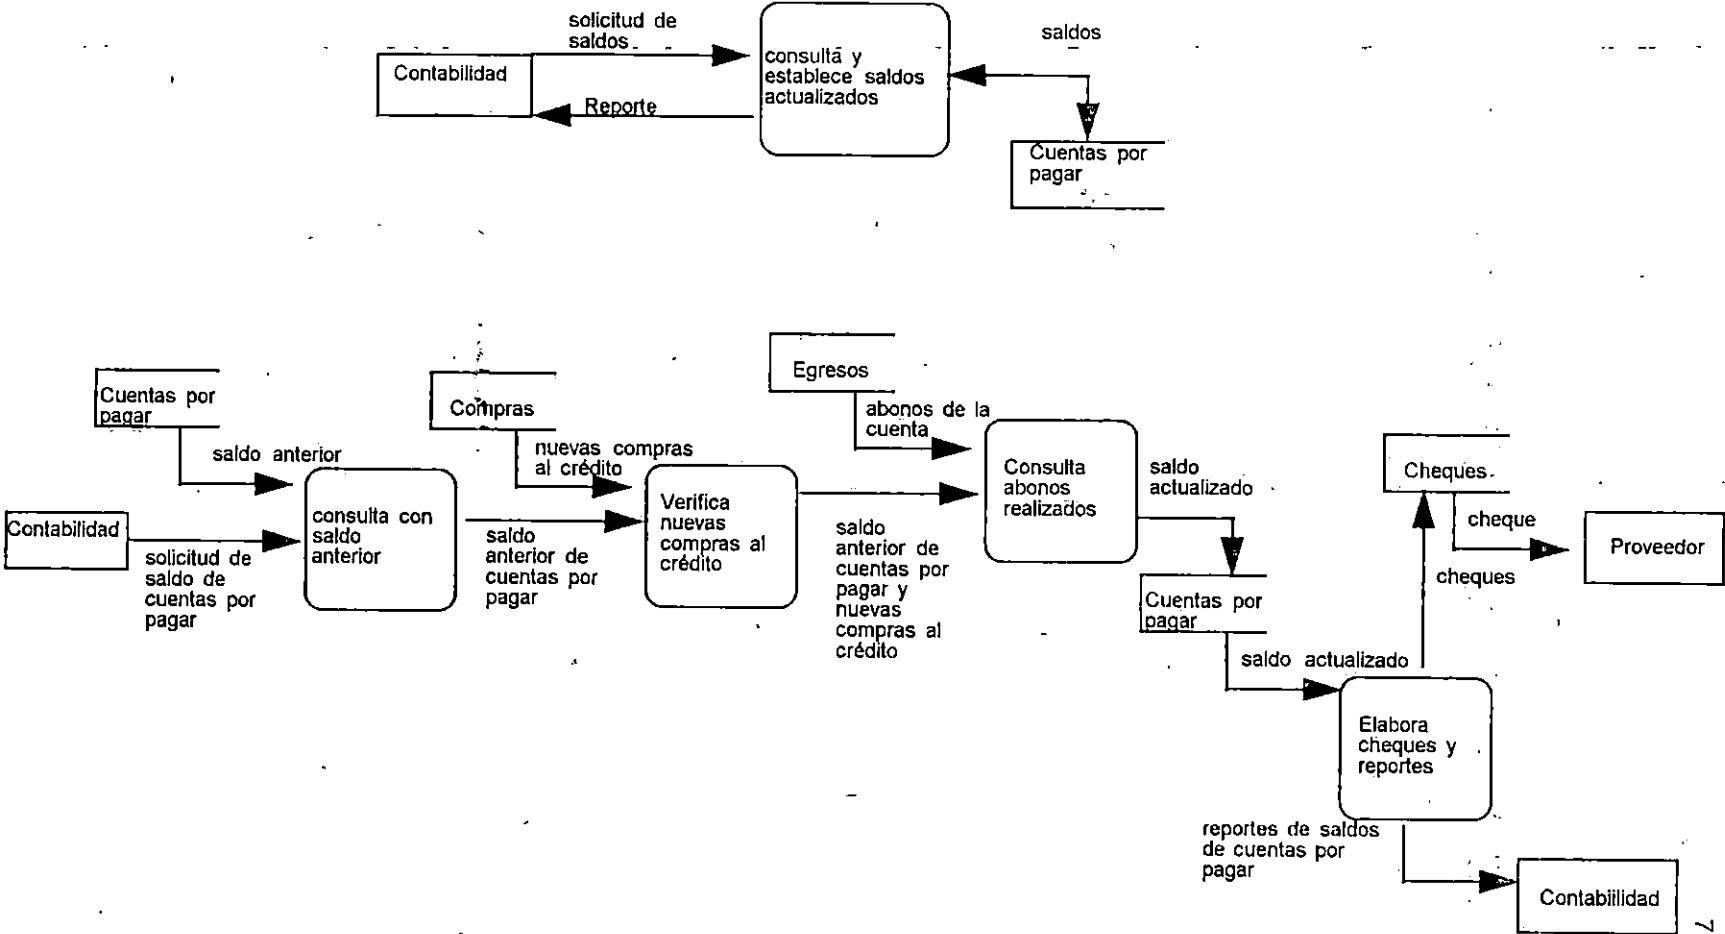 solicitud de
saldos
saldos
Contabilidad
consulta y
establece saldos
actualizados
Reporte
Cuentas por
pagar
Egresos
Cuentas por
pagar
Compras
abonos de la
cuenta
saldo anterior
nuevas compras
al crédito
Consulta
abonos
realizados
saldo
actualizado
Cheques
cheque
Proveedor
cheques
Contabilidad
consulta con
saldo
anterior
Verifica
nuevas
compras al
crédito
solicitud de
saldo de
cuentas por
pagar
saldo
anterior de
cuentas por
pagar
saldo
anterior de
cuentas por
pagar y
nuevas
compras al
crédito
Cuentas por
pagar
saldo actualizado
Elabora
cheques y
reportes
reportes de saldos
de cuentas por
pagar
Contabiilidad
7